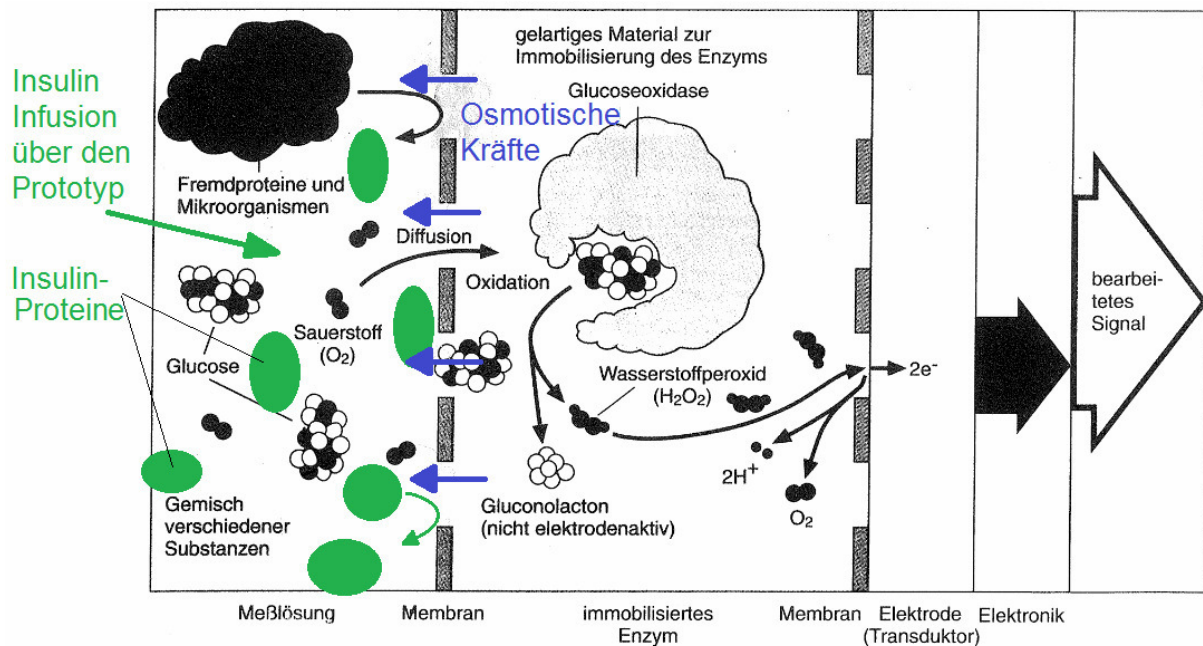 Insulin
Infusion
über den
Prototyp
Insulin-
Proteine
Fremdproteine und
Mikroorganismen
Diffusion
Sauerstoff
(O₂)
Glucose
Gemisch
verschiedener
Substanzen
gelartiges Material zur
Immobilisierung des Enzyms
Glucoseoxidase
Osmotische
Kräfte
Oxidation
Wasserstoffperoxid
(H₂O₂)
Gluconolacton
(nicht elektrodenaktiv)
2e⁻
2H⁺
O₂
bearbei-
tetes
Signal
Meßlösung
Membran
immobilisiertes
Enzym
Membran
Elektrode
(Transduktor)
Elektronik